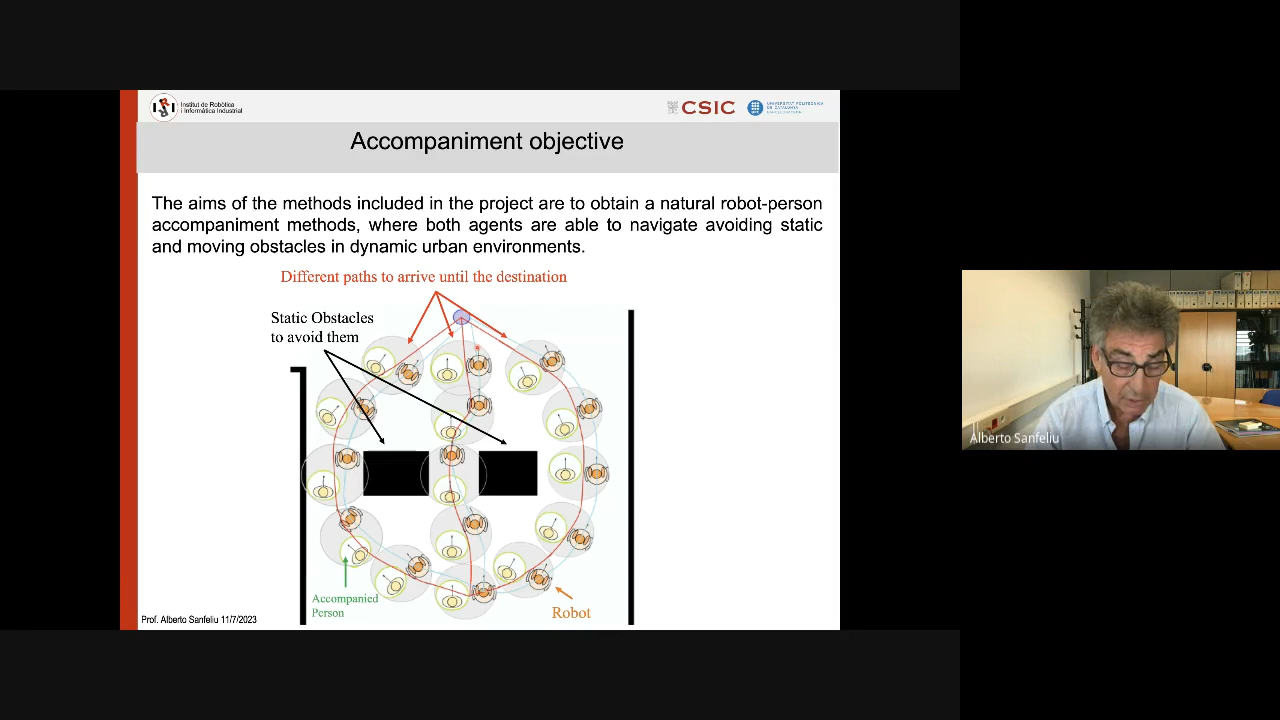 Institut de Robòtica
i Informàtica Industrial
CSIC
UNIVERSITAT POLITÈCNICA
DE CATALUNYA
BARCELONATECH
Accompaniment objective
The aims of the methods included in the project are to obtain a natural robot-person
accompaniment methods, where both agents are able to navigate avoiding static
and moving obstacles in dynamic urban environments.
Different paths to arrive until the destination
Static Obstacles
to avoid them
Accompanied
Person
Robot
Prof. Alberto Sanfeliu 11/7/2023
Alberto Sanfeliu